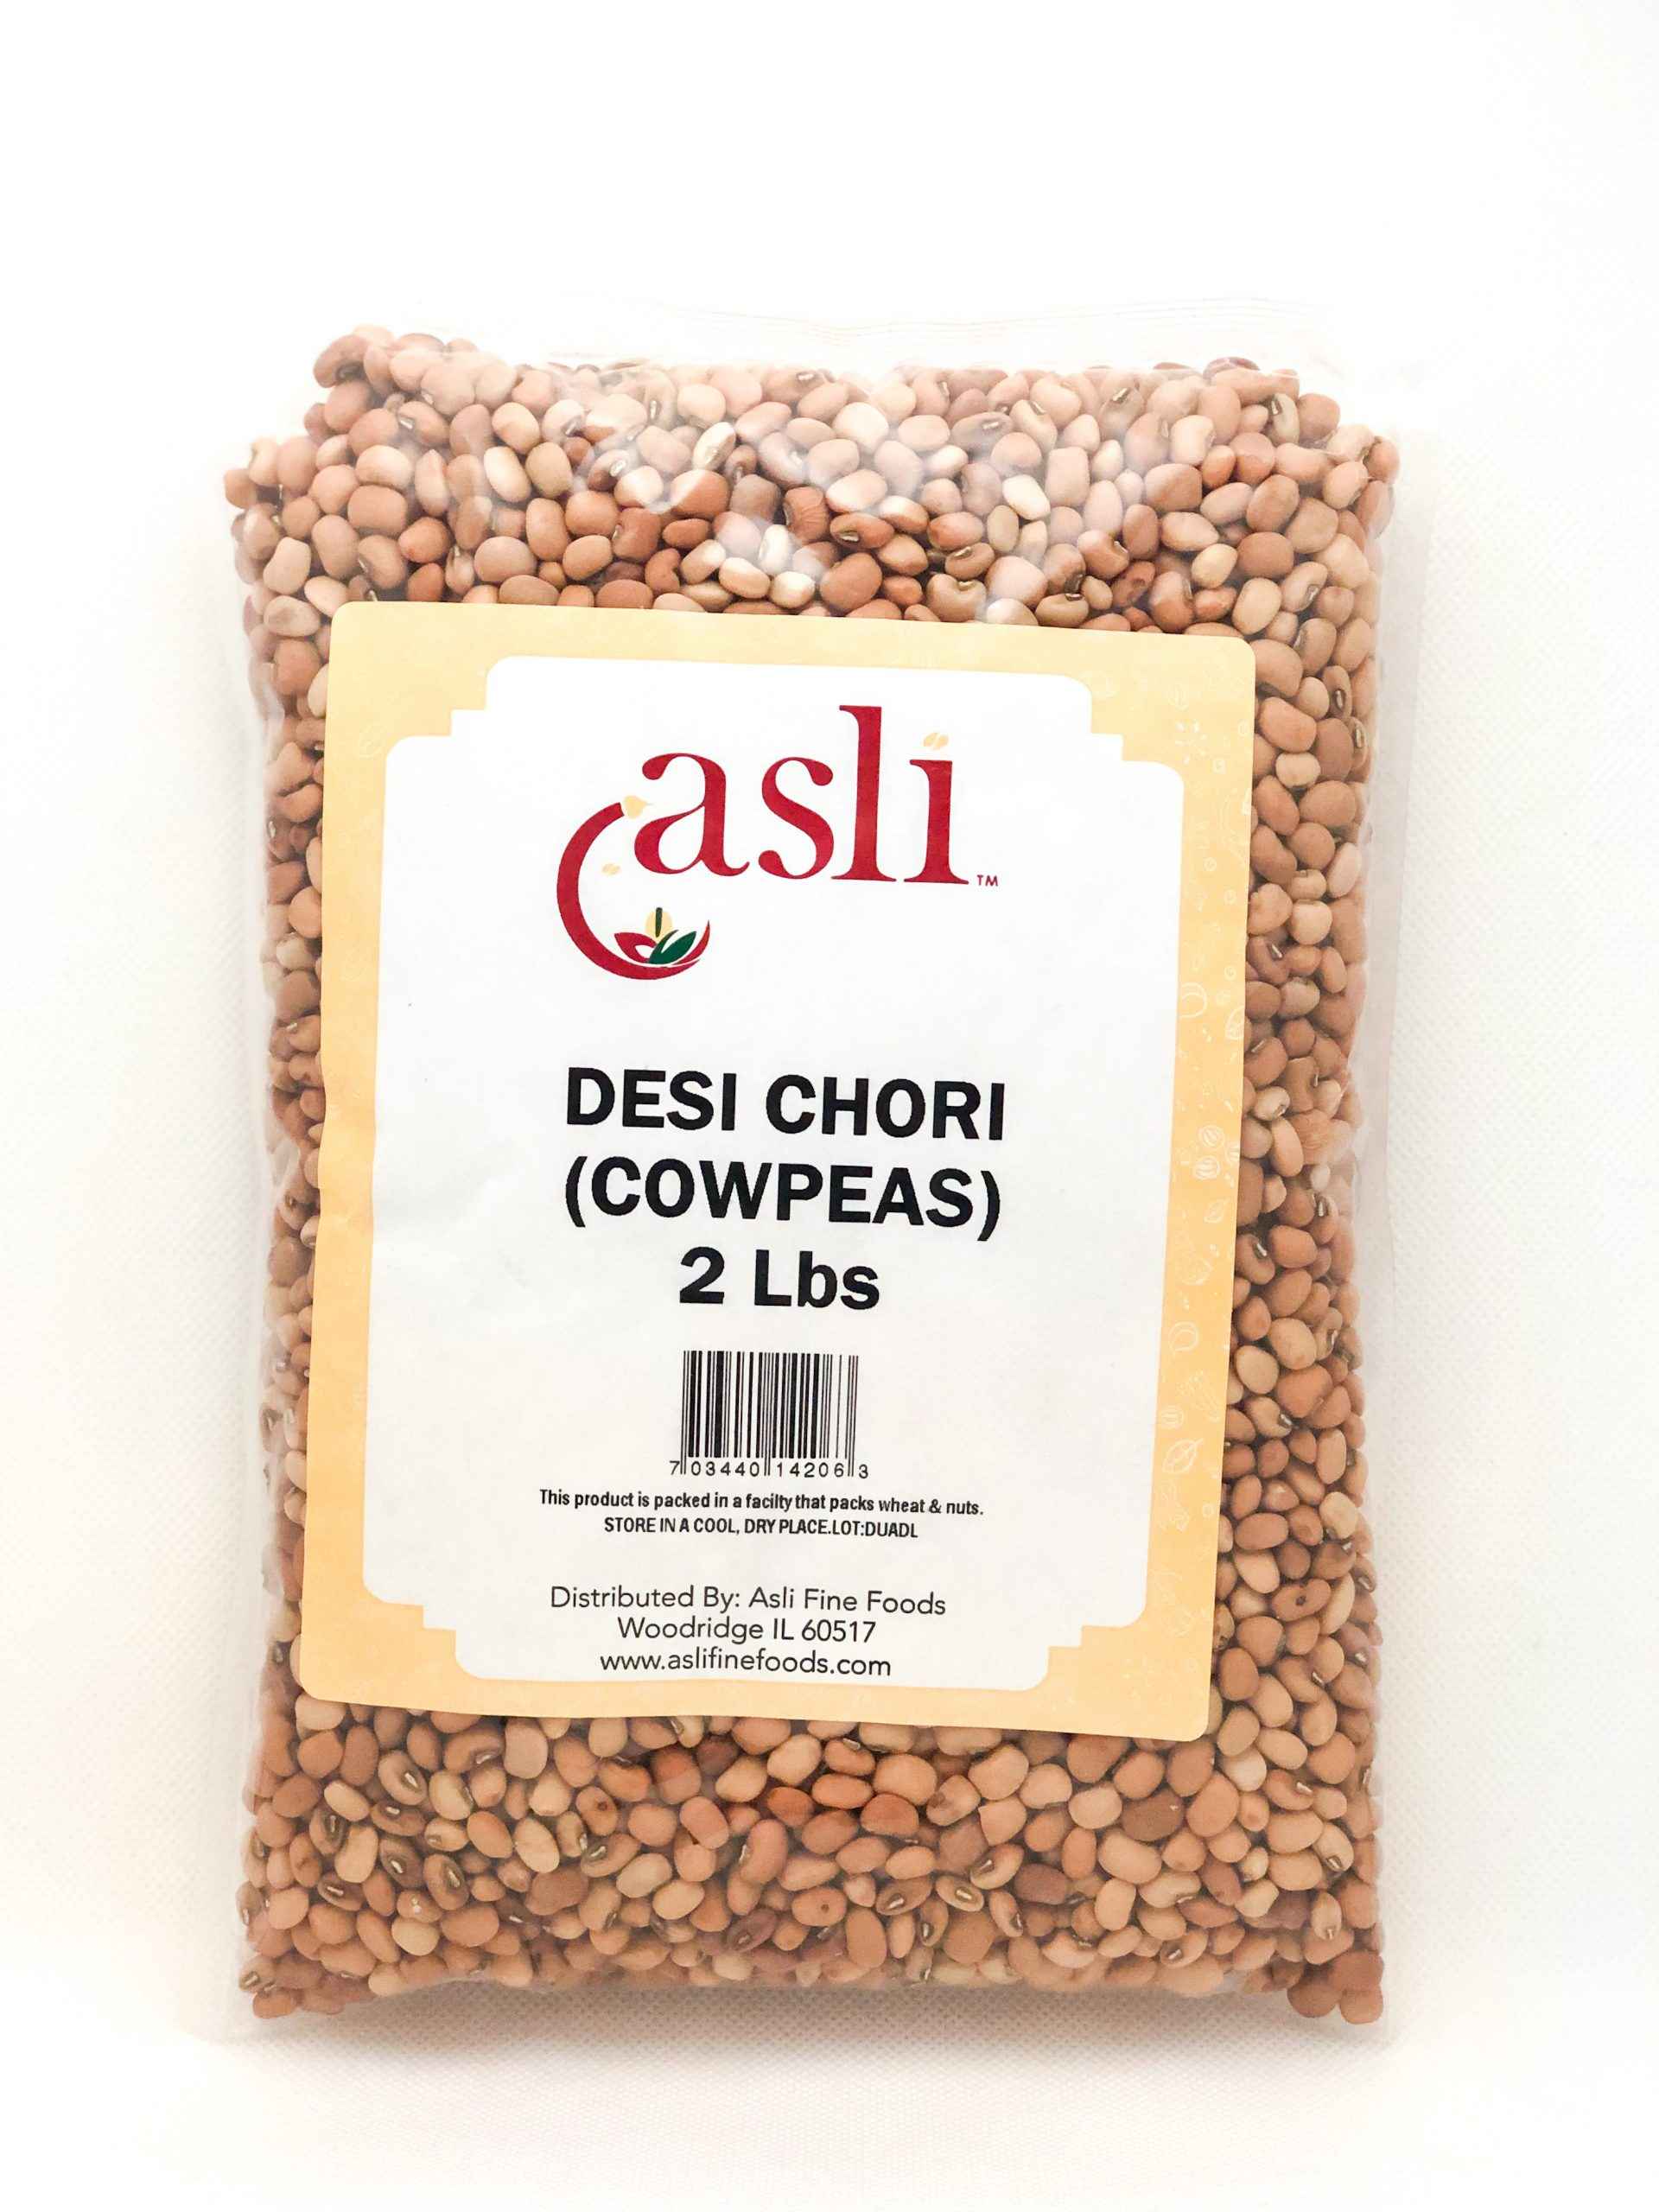 asli TM
DESI CHORI
(COWPEAS)
2 Lbs
7 03440 14206 3
This product is packed in a facilty that packs wheat & nuts.
STORE IN A COOL, DRY PLACE.LOT:DUADL
Distributed By: Asli Fine Foods
Woodridge IL 60517
www.aslifinefoods.com